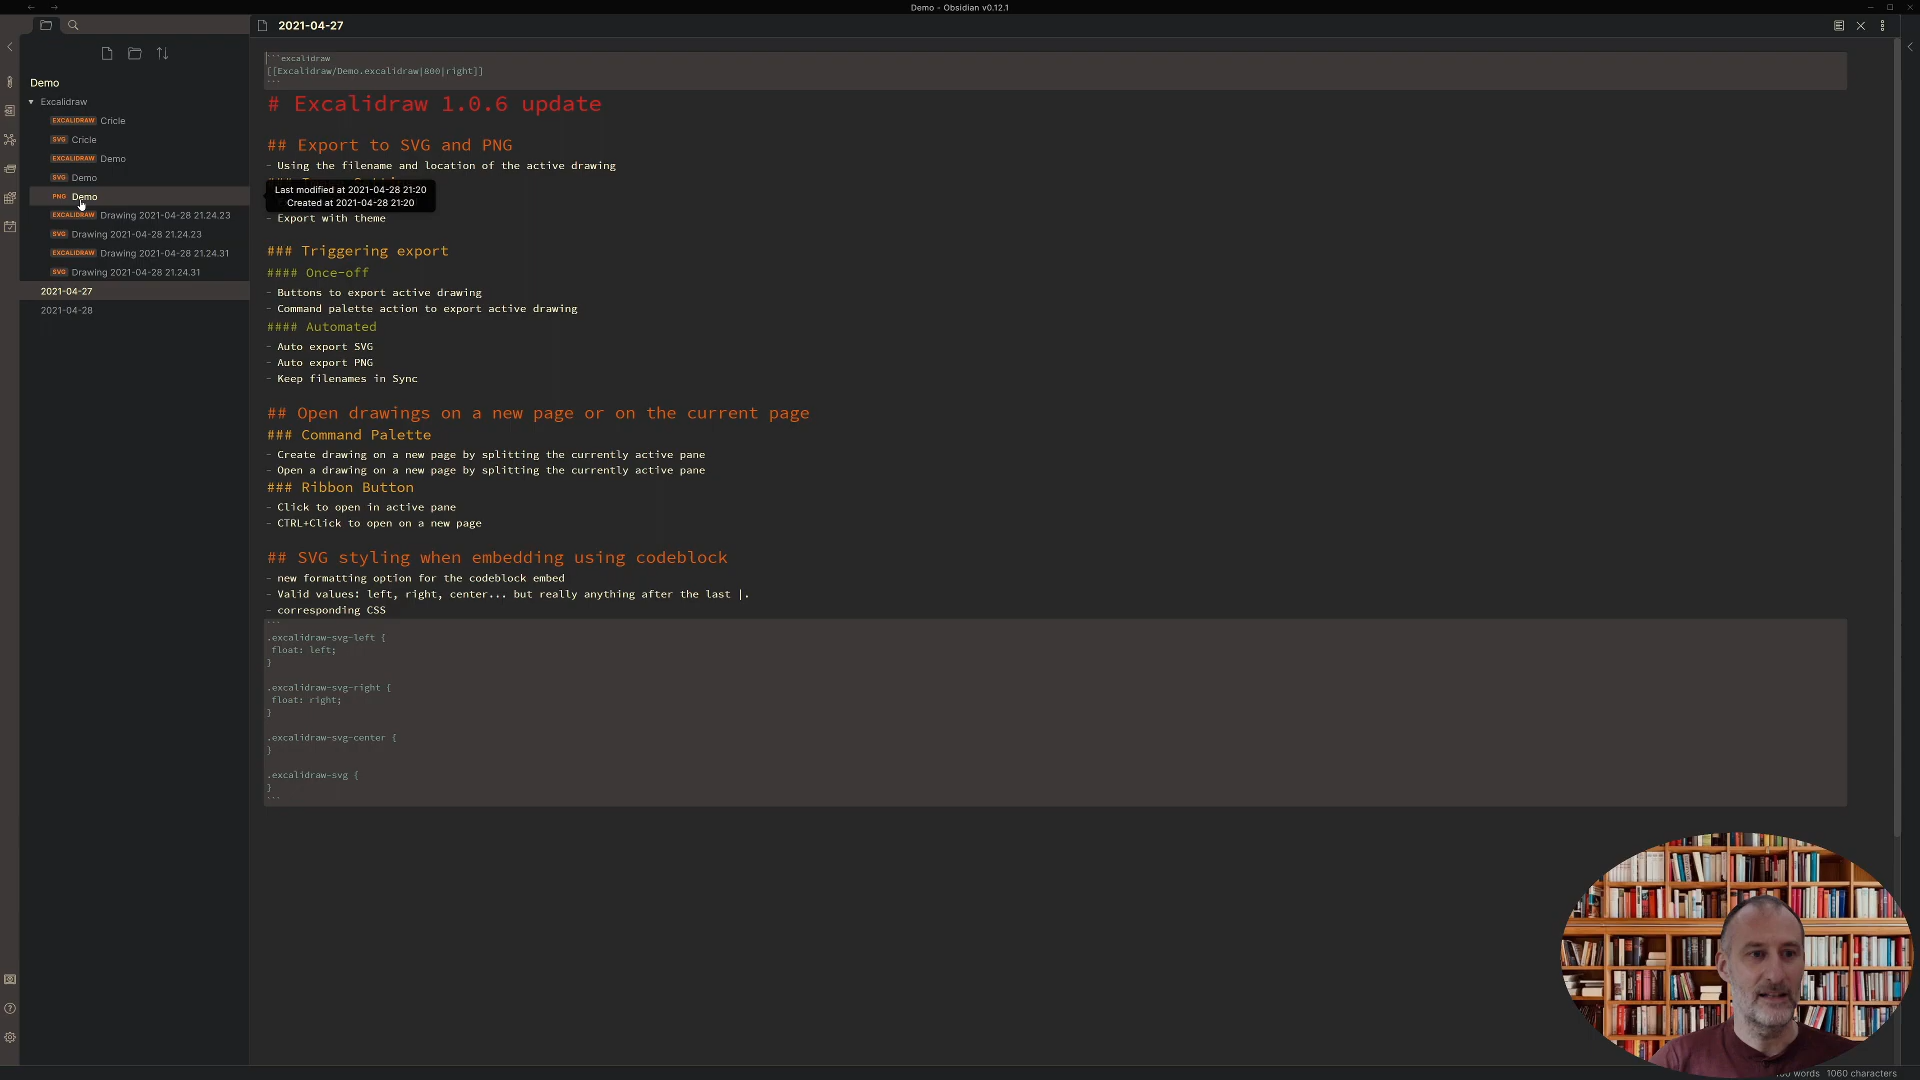 Demo - Obsidian v0.12.1
2021-04-27
Demo
Excalidraw
EXCALIDRAW Cricle
SVG Cricle
EXCALIDRAW Demo
SVG Demo
PNG Demo
EXCALIDRAW Drawing 2021-04-28 21.24.23
SVG Drawing 2021-04-28 21.24.23
EXCALIDRAW Drawing 2021-04-28 21.24.31
SVG Drawing 2021-04-28 21.24.31
2021-04-27
2021-04-28
```excalidraw
[[Excalidraw/Demo.excalidraw|800|right]]
```
# Excalidraw 1.0.6 update
## Export to SVG and PNG
- Using the filename and location of the active drawing
Last modified at 2021-04-28 21:20
Created at 2021-04-28 21:20
- Export with theme
### Triggering export
#### Once-off
- Buttons to export active drawing
- Command palette action to export active drawing
#### Automated
- Auto export SVG
- Auto export PNG
- Keep filenames in Sync
## Open drawings on a new page or on the current page
### Command Palette
- Create drawing on a new page by splitting the currently active pane
- Open a drawing on a new page by splitting the currently active pane
### Ribbon Button
- Click to open in active pane
- CTRL+Click to open on a new page
## SVG styling when embedding using codeblock
- new formatting option for the codeblock embed
- Valid values: left, right, center... but really anything after the last |.
- corresponding CSS
```
.excalidraw-svg-left {
float: left;
}
.excalidraw-svg-right {
float: right;
}
.excalidraw-svg-center {
}
.excalidraw-svg {
}
```
words 1060 characters